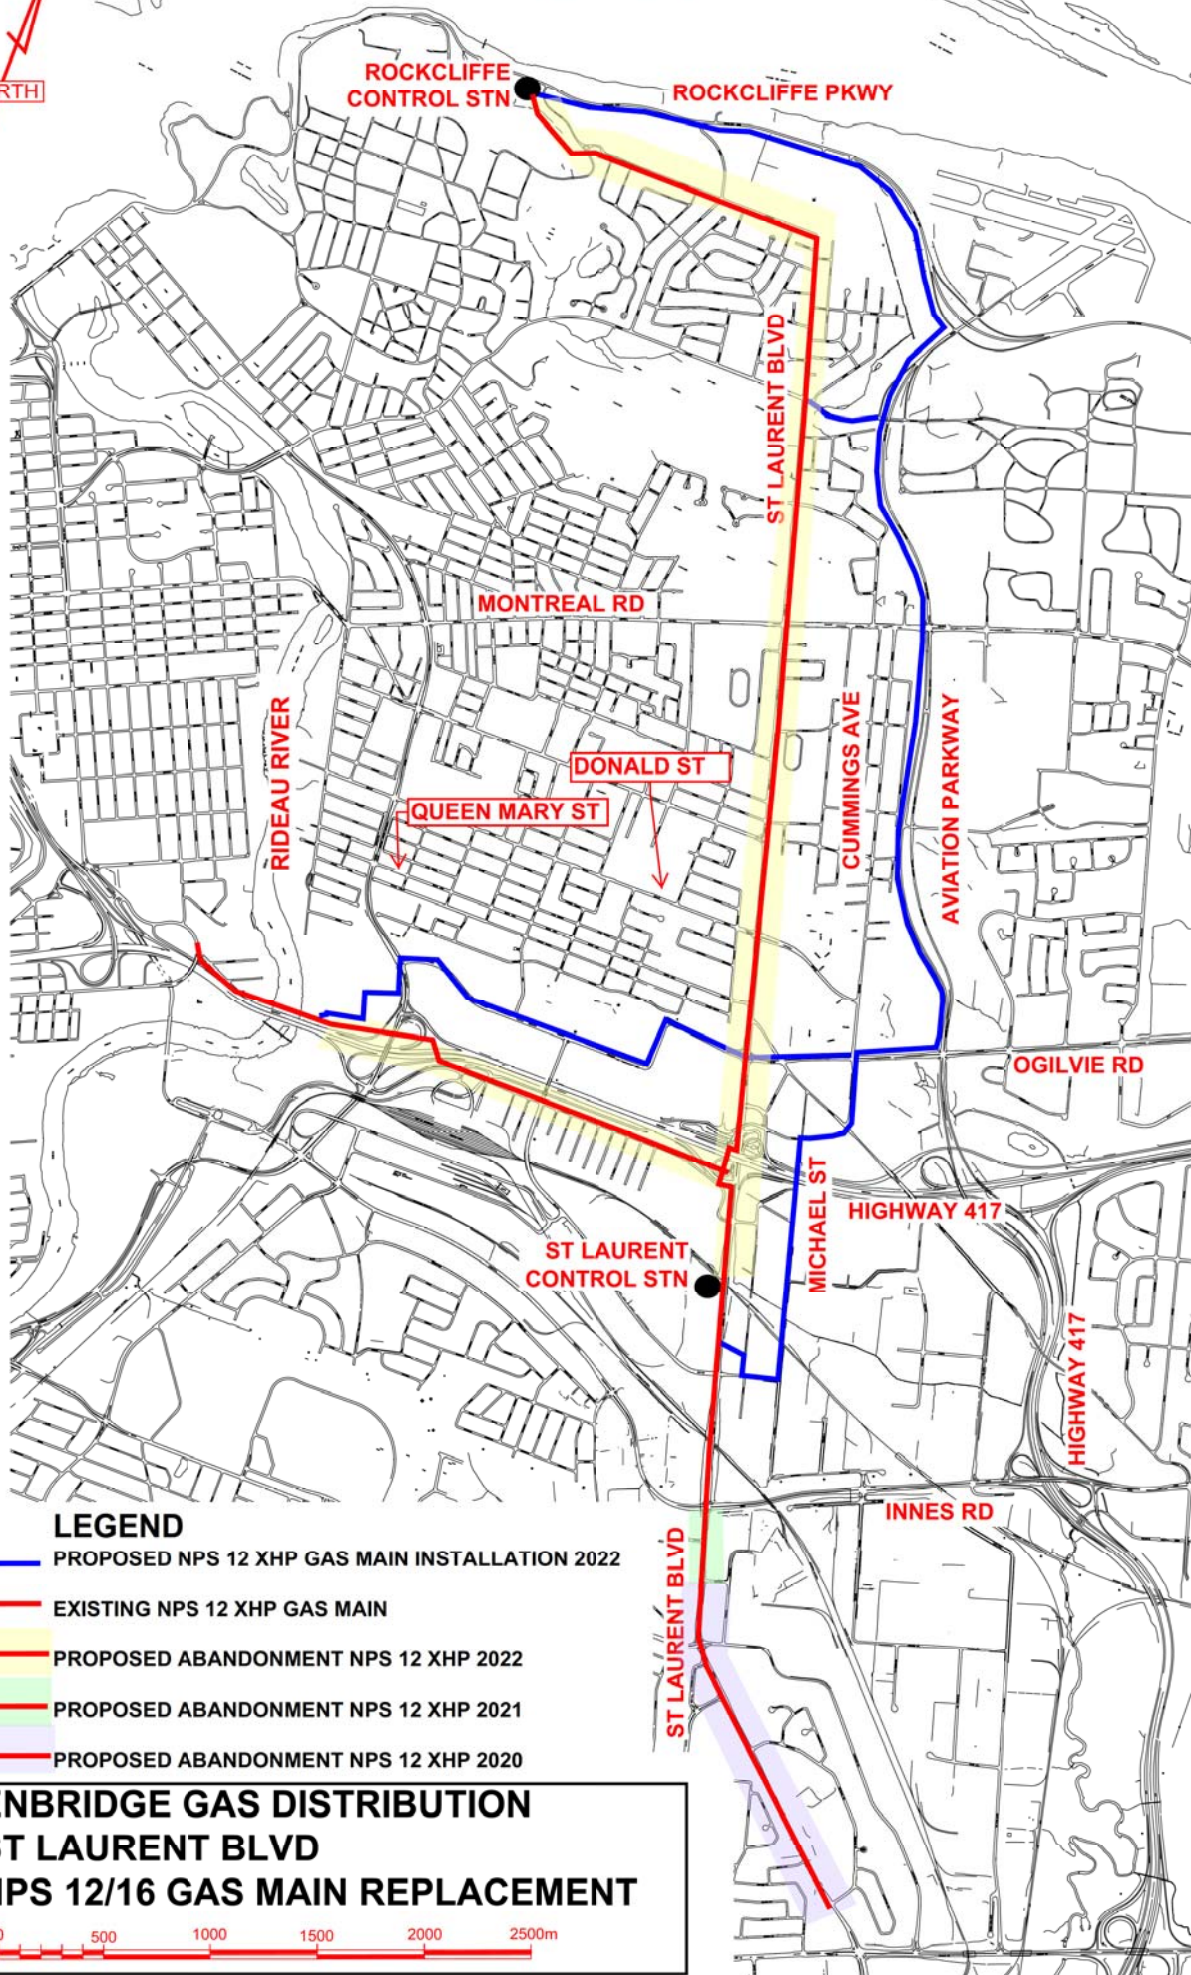 RTH
ROCKCLIFFE
CONTROL STN
ROCKCLIFFE PKWY
ST LAURENT BLVD
MONTREAL RD
RIDEAU RIVER
DONALD ST
QUEEN MARY ST
CUMMINGS AVE
AVIATION PARKWAY
OGILVIE RD
MICHAEL ST
HIGHWAY 417
ST LAURENT
CONTROL STN
HIGHWAY 417
INNES RD
ST LAURENT BLVD
LEGEND
PROPOSED NPS 12 XHP GAS MAIN INSTALLATION 2022
EXISTING NPS 12 XHP GAS MAIN
PROPOSED ABANDONMENT NPS 12 XHP 2022
PROPOSED ABANDONMENT NPS 12 XHP 2021
PROPOSED ABANDONMENT NPS 12 XHP 2020
ENBRIDGE GAS DISTRIBUTION
ST LAURENT BLVD
NPS 12/16 GAS MAIN REPLACEMENT
0 500 1000 1500 2000 2500m